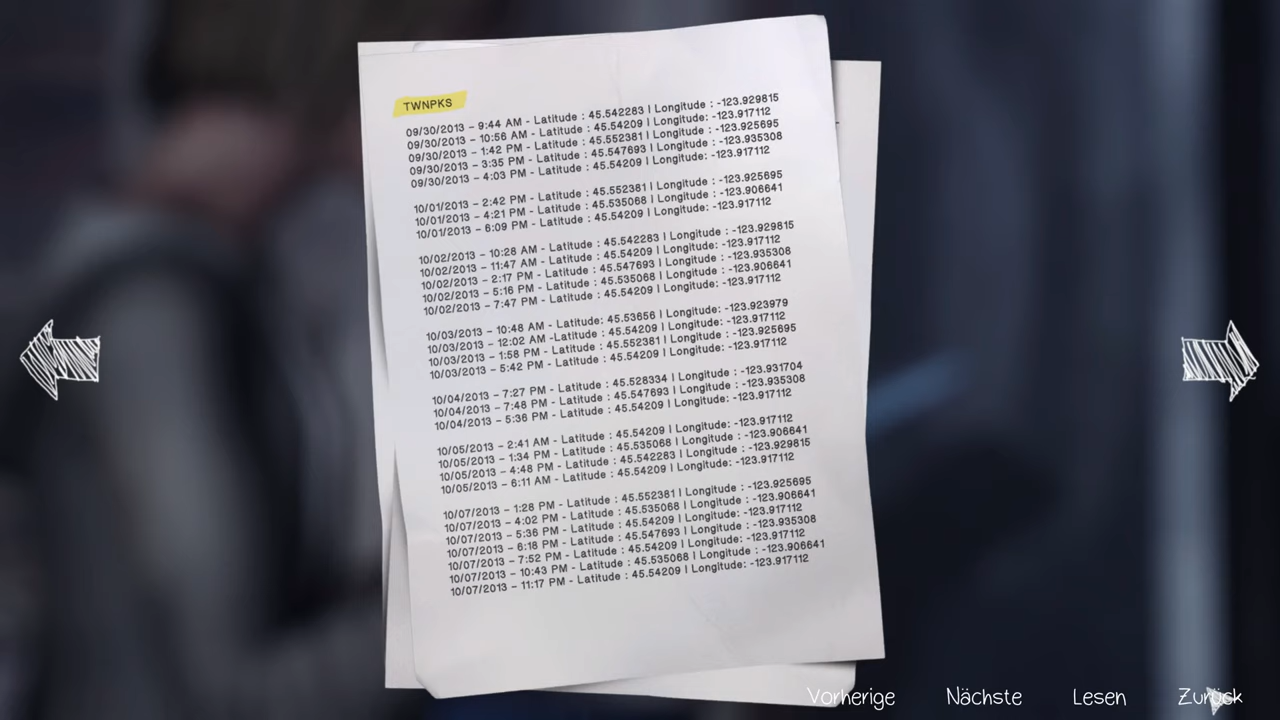 TWNPKS
09/30/2013 – 9:44 AM - Latitude : 45.542283 | Longitude : -123.929815
09/30/2013 – 10:56 AM - Latitude : 45.54209 | Longitude: -123.917112
09/30/2013 – 1:42 PM - Latitude : 45.552381 | Longitude : -123.925695
09/30/2013 – 3:35 PM - Latitude : 45.547693 | Longitude : -123.935308
09/30/2013 – 4:03 PM - Latitude : 45.54209 | Longitude: -123.917112
10/01/2013 – 2:42 PM - Latitude : 45.552381 | Longitude : -123.925695
10/01/2013 – 4:21 PM - Latitude : 45.535068 | Longitude : -123.906641
10/01/2013 – 6:09 PM - Latitude : 45.54209 | Longitude: -123.917112
10/02/2013 – 10:28 AM - Latitude : 45.542283 | Longitude : -123.929815
10/02/2013 – 11:47 AM - Latitude : 45.54209 | Longitude: -123.917112
10/02/2013 – 2:17 PM - Latitude : 45.547693 | Longitude : -123.935308
10/02/2013 – 5:16 PM - Latitude : 45.535068 | Longitude : -123.906641
10/02/2013 – 7:47 PM - Latitude : 45.54209 | Longitude: -123.917112
10/03/2013 – 10:48 AM - Latitude: 45.53656 | Longitude: -123.923979
10/03/2013 – 12:02 AM -Latitude : 45.54209 | Longitude: -123.917112
10/03/2013 – 1:58 PM - Latitude : 45.552381 | Longitude : -123.925695
10/03/2013 – 5:42 PM - Latitude : 45.54209 | Longitude: -123.917112
10/04/2013 – 7:27 PM - Latitude : 45.528334 | Longitude : -123.931704
10/04/2013 – 7:48 PM - Latitude : 45.547693 | Longitude : -123.935308
10/04/2013 – 5:36 PM - Latitude : 45.54209 | Longitude: -123.917112
10/05/2013 – 2:41 AM - Latitude : 45.54209 | Longitude: -123.917112
10/05/2013 – 1:34 PM - Latitude : 45.535068 | Longitude : -123.906641
10/05/2013 – 4:48 PM - Latitude : 45.542283 | Longitude : -123.929815
10/05/2013 – 6:11 AM - Latitude : 45.54209 | Longitude: -123.917112
10/07/2013 – 1:28 PM - Latitude : 45.552381 | Longitude : -123.925695
10/07/2013 – 4:02 PM - Latitude : 45.535068 | Longitude : -123.906641
10/07/2013 – 5:36 PM - Latitude : 45.54209 | Longitude: -123.917112
10/07/2013 – 6:18 PM - Latitude : 45.547693 | Longitude : -123.935308
10/07/2013 – 7:52 PM - Latitude : 45.54209 | Longitude: -123.917112
10/07/2013 – 10:43 PM - Latitude : 45.535068 | Longitude : -123.906641
10/07/2013 – 11:17 PM - Latitude : 45.54209 | Longitude: -123.917112
Vorherige Nächste Lesen Zurück